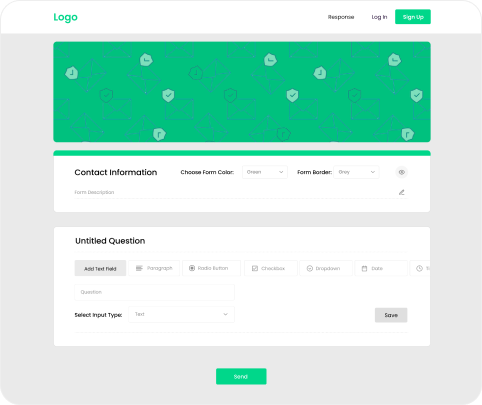 Logo
Response
Log In
Sign Up
Contact Information
Choose Form Color:
Green
Form Border:
Grey
Form Description
Untitled Question
Add Text Field
Paragraph
Radio Button
Checkbox
Dropdown
Date
Question
Select Input Type:
Text
Save
Send